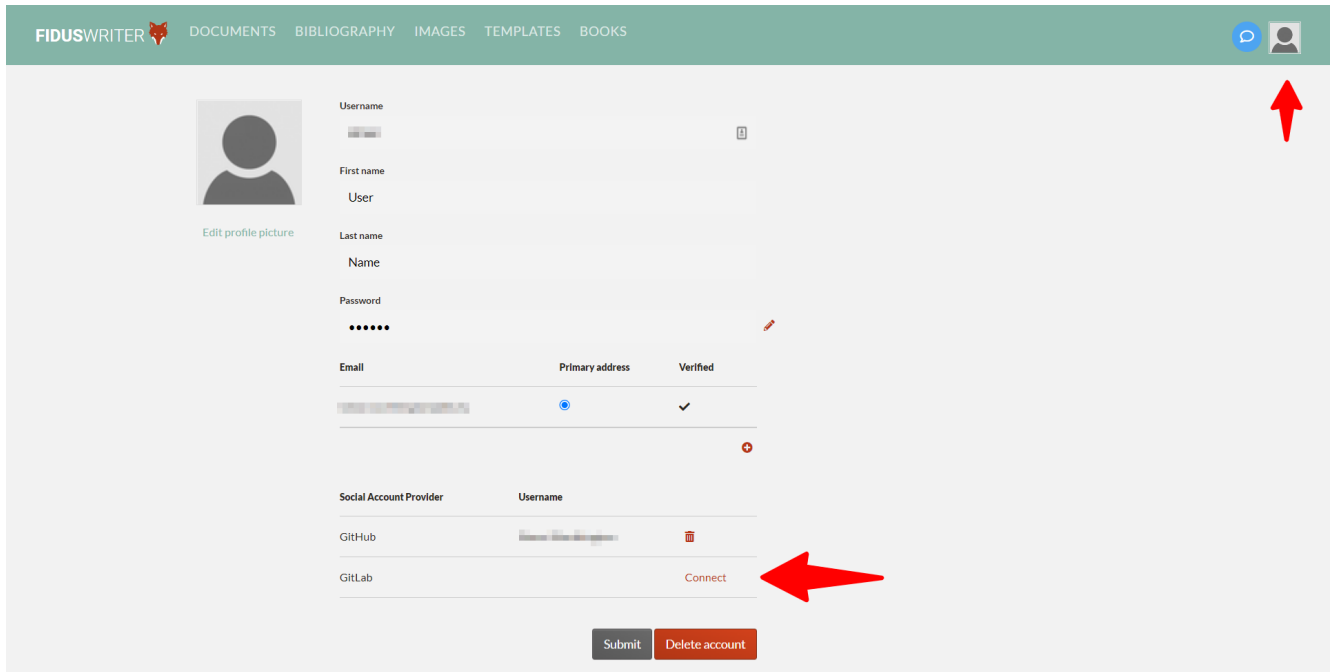 FIDUSWRITER DOCUMENTS BIBLIOGRAPHY IMAGES TEMPLATES BOOKS
Username
First name
User
Edit profile picture
Last name
Name
Password
••••••
Email Primary address Verified
Social Account Provider Username
GitHub
GitLab Connect
Submit Delete account